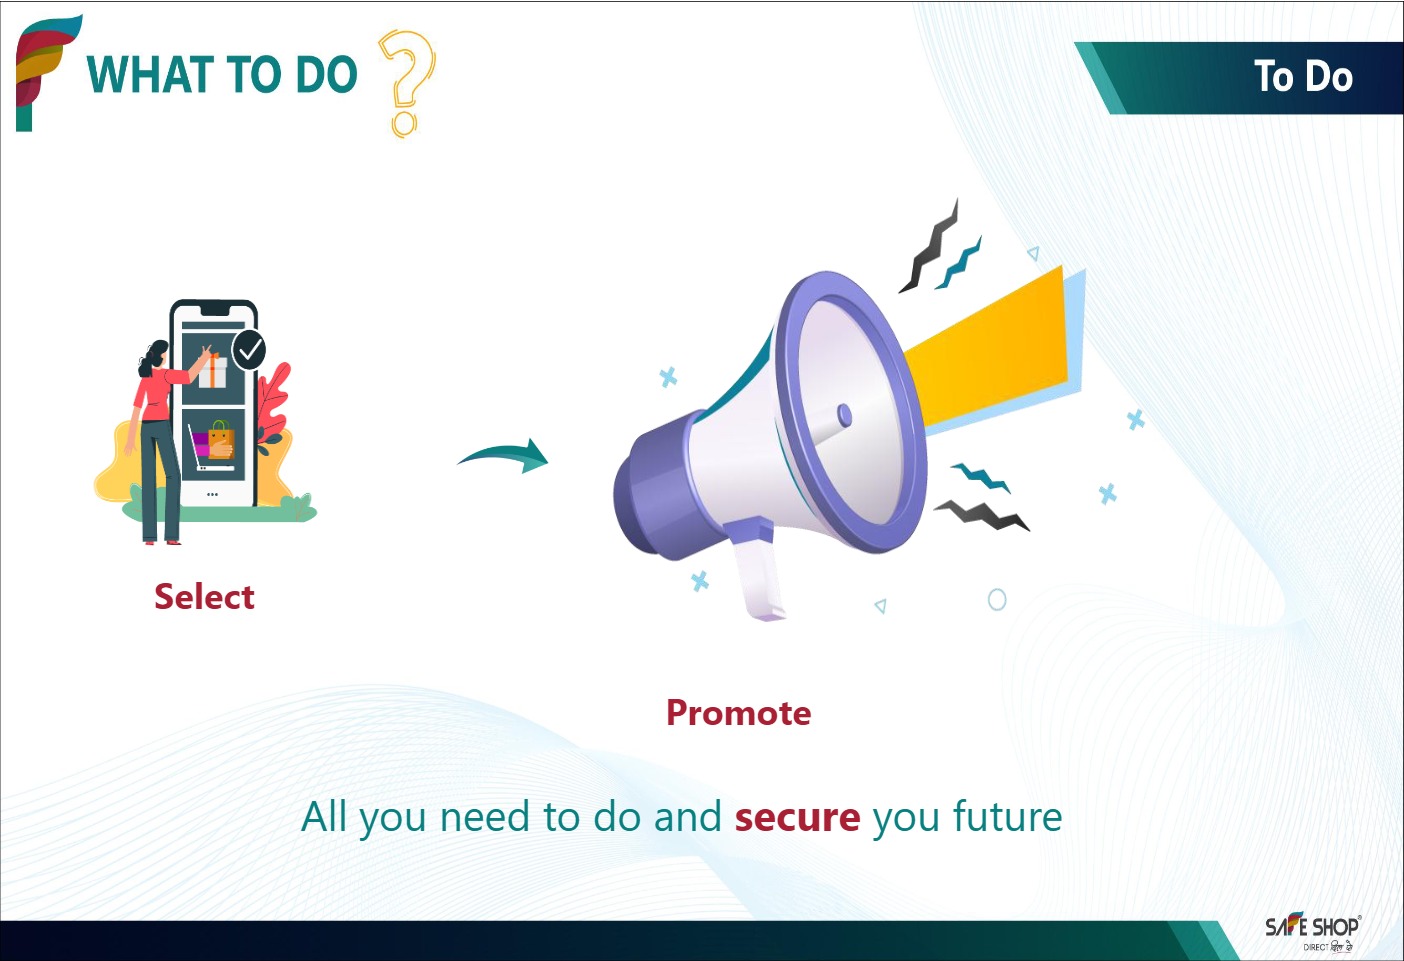 WHAT TO DO ?
To Do
Select
Promote
All you need to do and secure you future
SAFE SHOP®
DIRECT दिल से